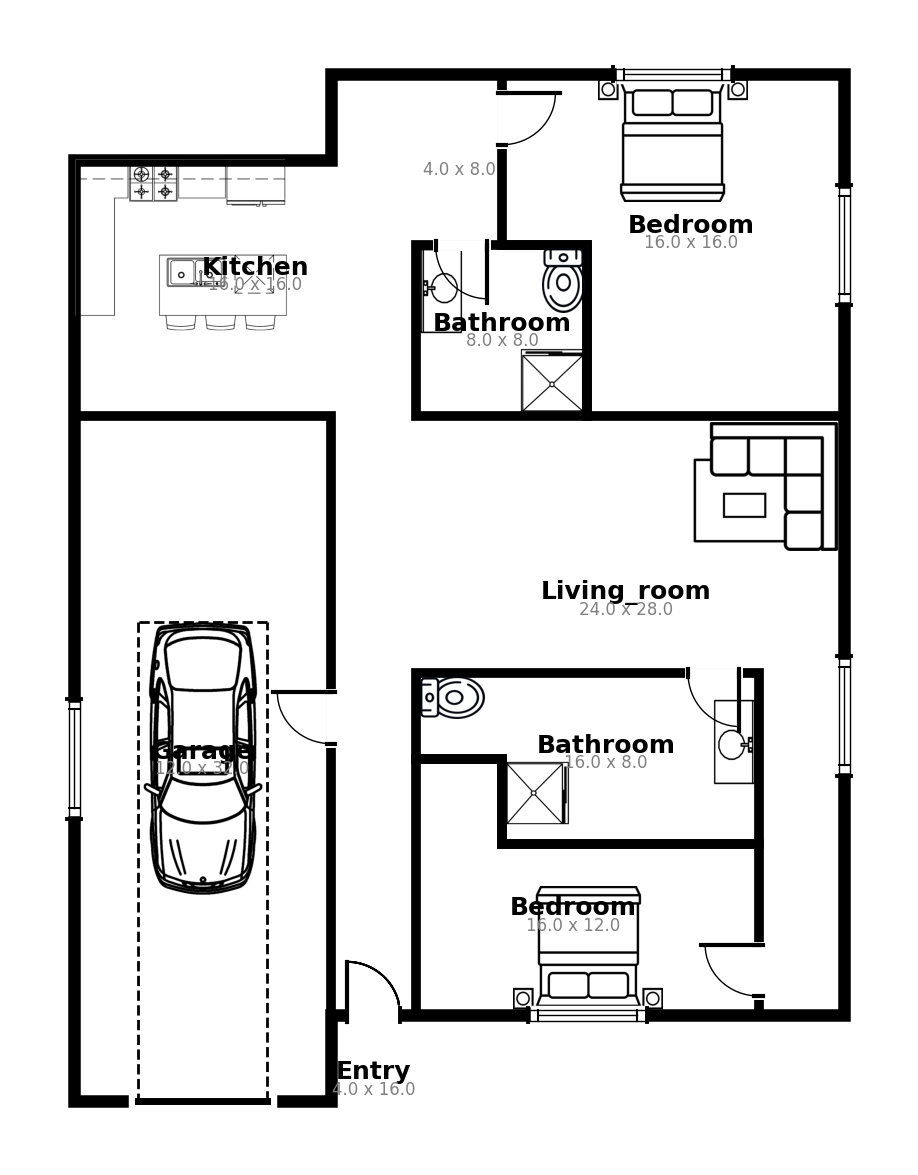 4.0 x 8.0
Bedroom
16.0 x 16.0
Kitchen
16.0 x 16.0
Bathroom
8.0 x 8.0
Living_room
24.0 x 28.0
Bathroom
16.0 x 8.0
Garage
12.0 x 32.0
Bedroom
16.0 x 12.0
Entry
4.0 x 16.0